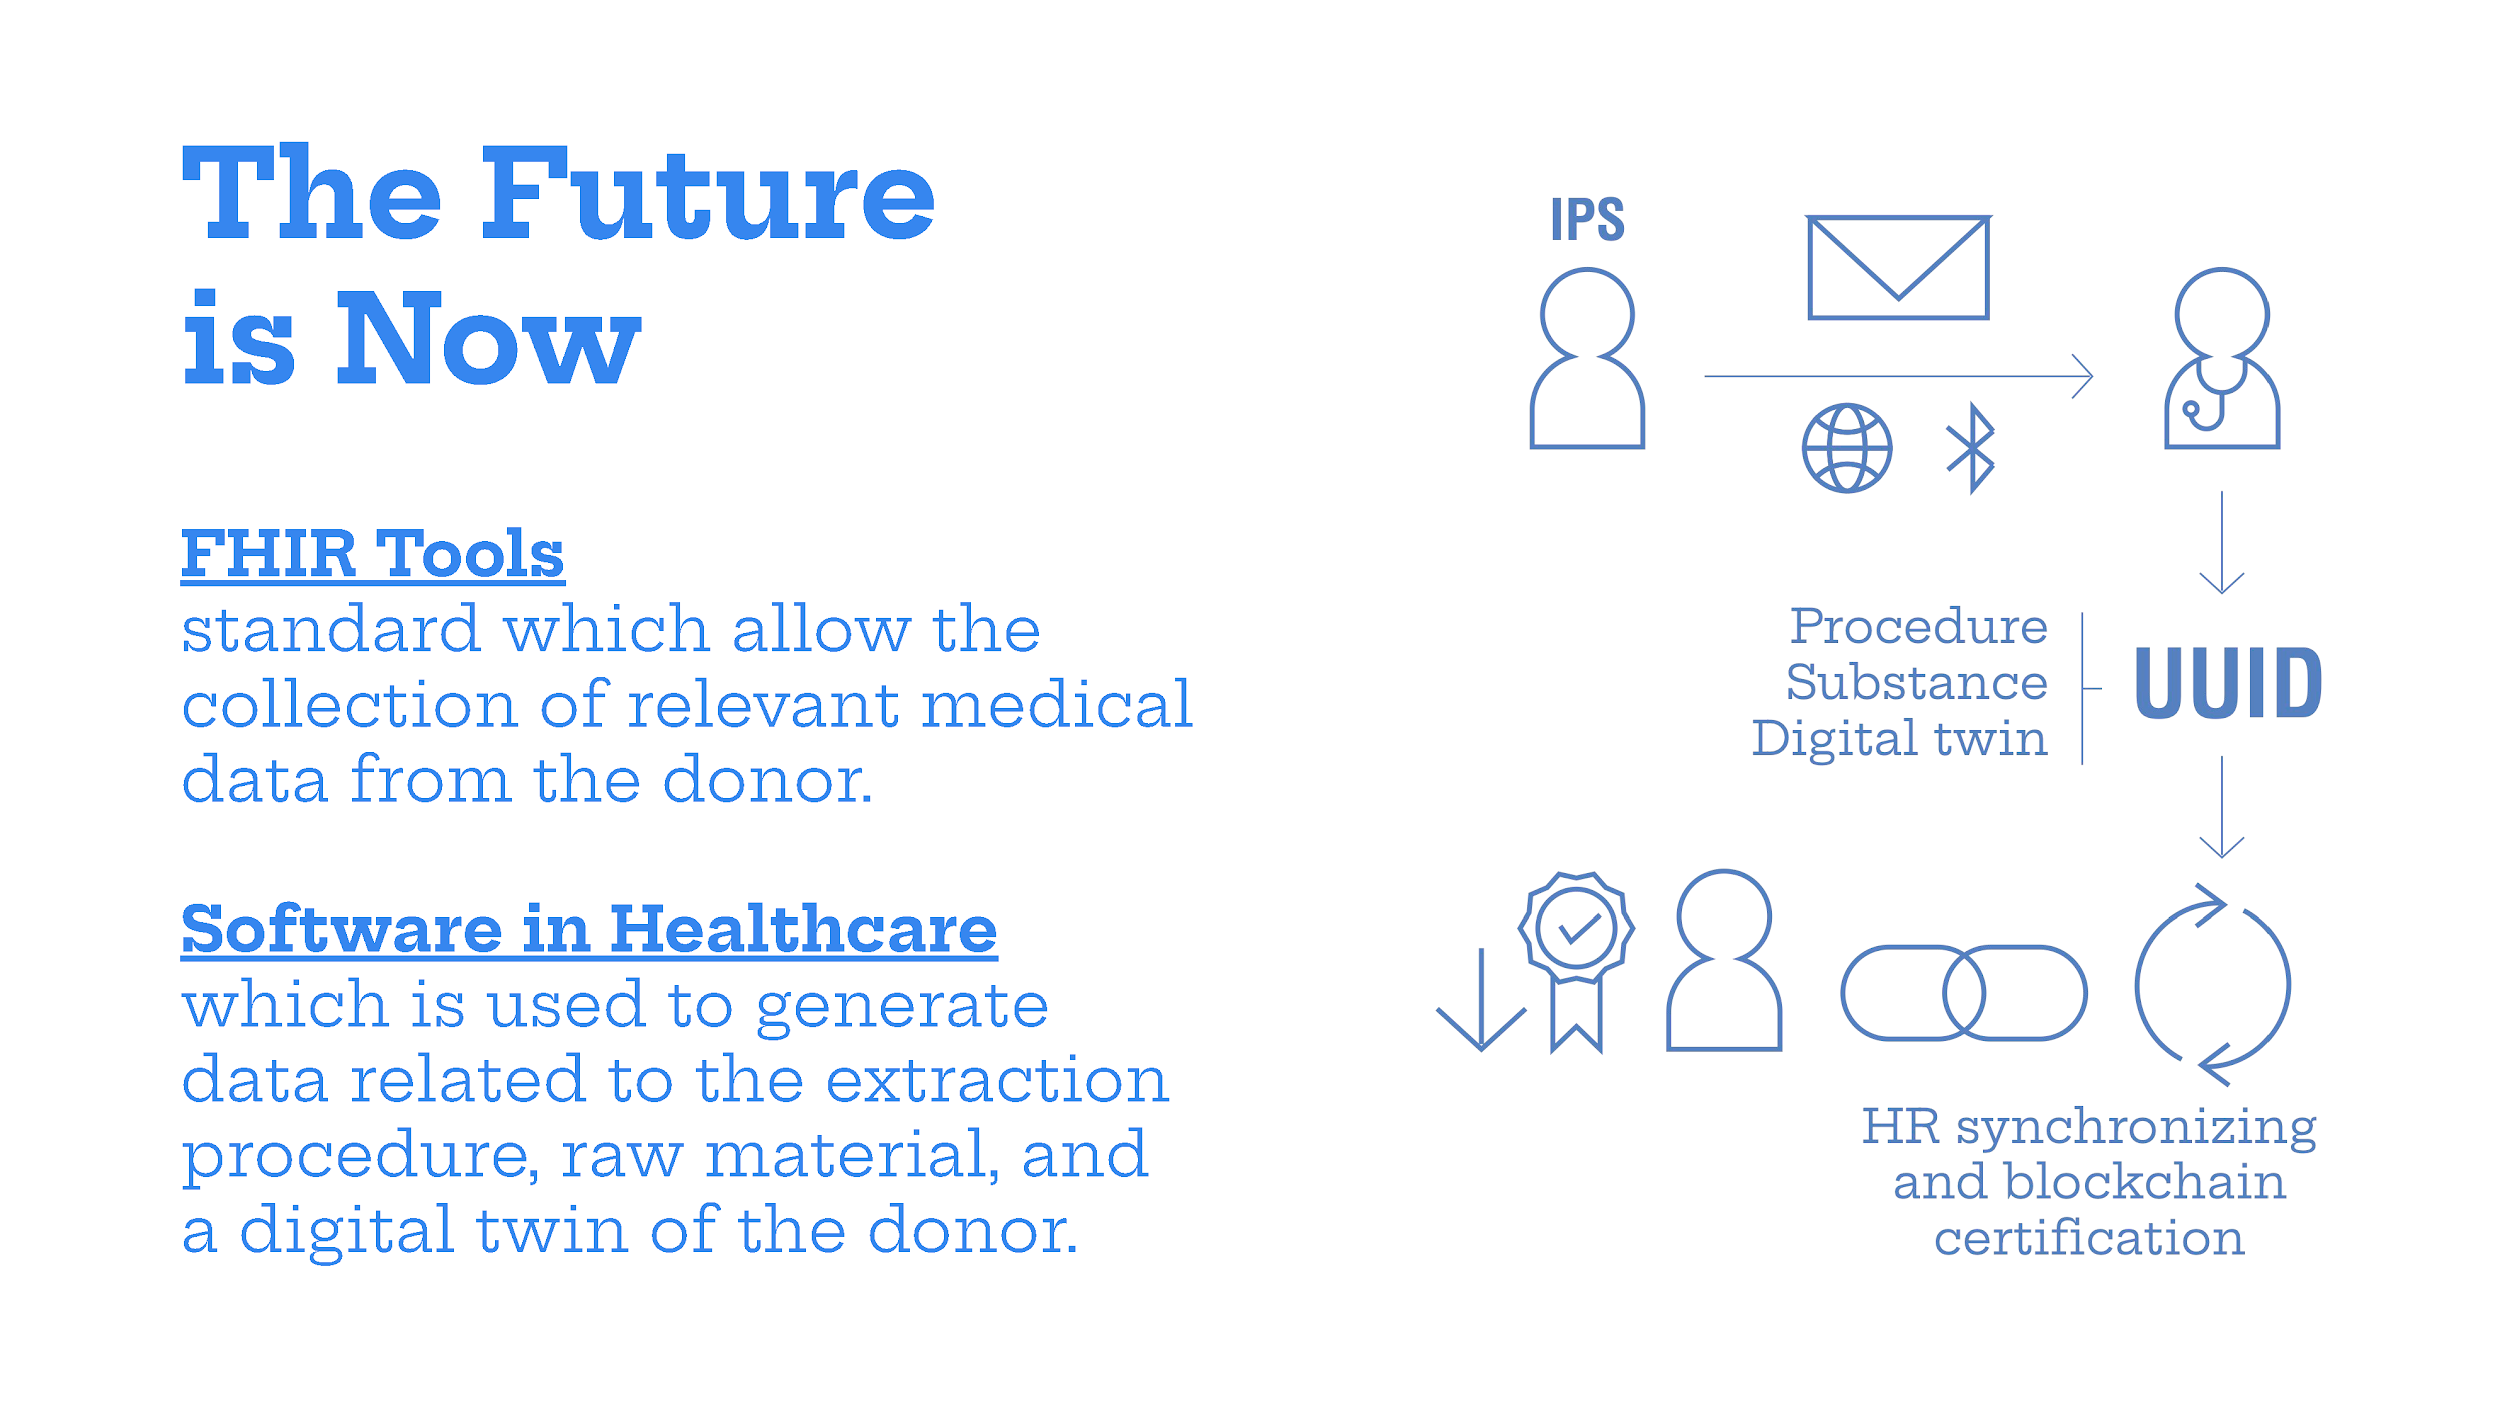 The Future
is Now
FHIR Tools
standard which allow the
collection of relevant medical
data from the donor.
Software in Healthcare
which is used to generate
data related to the extraction
procedure, raw material, and
a digital twin of the donor.
IPS
Procedure
Substance
Digital twin
UUID
HR synchronizing
and blockchain
certification